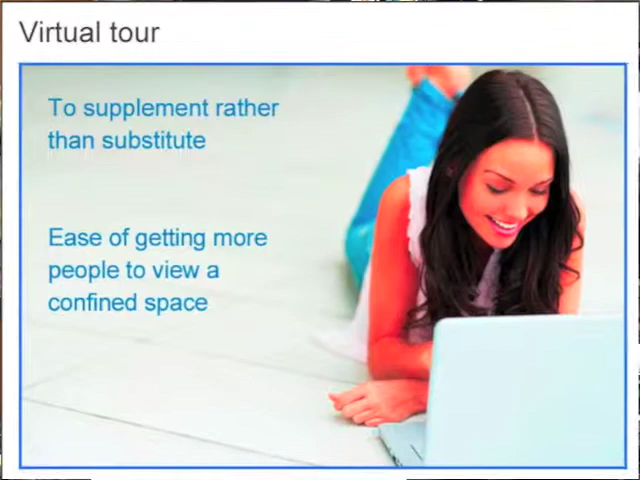 Virtual tour
To supplement rather
than substitute
Ease of getting more
people to view a
confined space